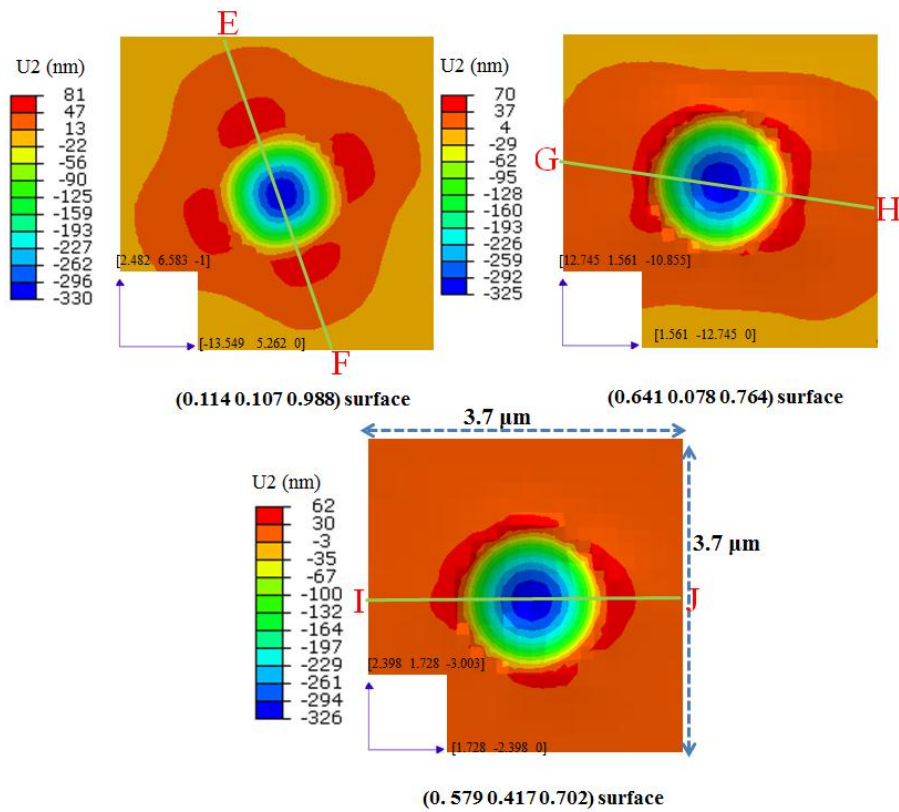 E
U2 (nm)
81
47
13
-22
-56
-90
-125
-159
-193
-227
-262
-296
-330
[2.482 6.583 -1]
[-13.549 5.262 0]
F
(0.114 0.107 0.988) surface
U2 (nm)
70
37
4
-29
-62
-95
-128
-160
-193
-226
-259
-292
-325
G
H
[12.745 1.561 -10.855]
[1.561 -12.745 0]
(0.641 0.078 0.764) surface
3.7 μm
U2 (nm)
62
30
-3
-35
-67
-100
-132
-164
-197
-229
-261
-294
-326
3.7 μm
I
J
[2.398 1.728 -3.003]
[1.728 -2.398 0]
(0. 579 0.417 0.702) surface